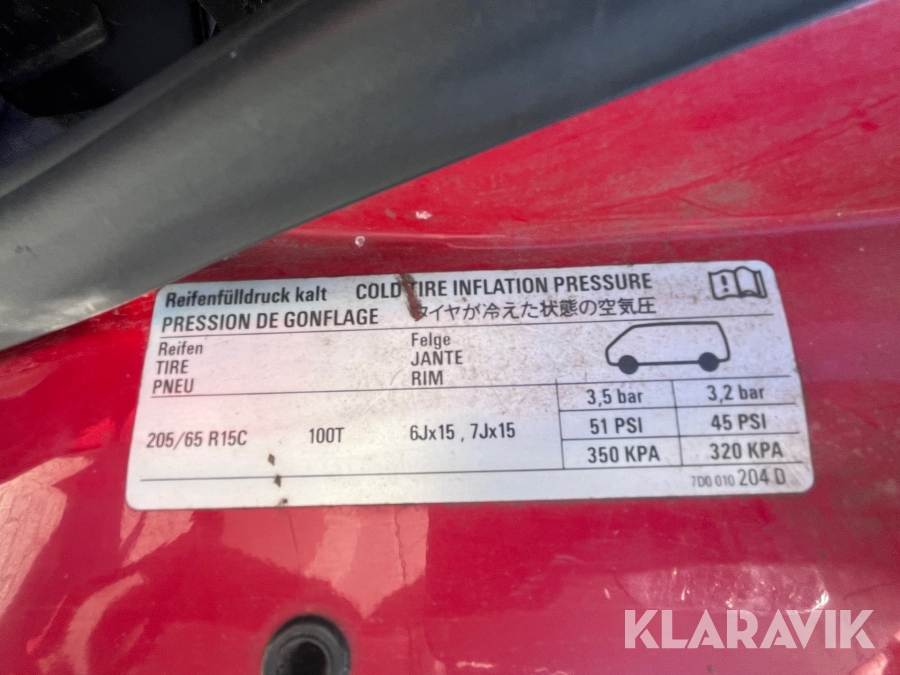 Reifenfülldruck kalt COLD TIRE INFLATION PRESSURE
PRESSION DE GONFLAGE タイヤが冷えた状態の空気圧
Reifen Felge
TIRE JANTE
PNEU RIM
3,5 bar 3,2 bar
205/65 R15C 100T 6Jx15 , 7Jx15 51 PSI 45 PSI
350 KPA 320 KPA
7D0 010 204 D
KLARAVIK